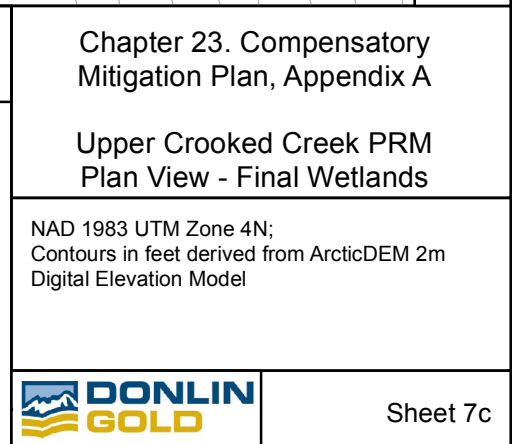 Chapter 23. Compensatory
Mitigation Plan, Appendix A
Upper Crooked Creek PRM
Plan View - Final Wetlands
NAD 1983 UTM Zone 4N;
Contours in feet derived from ArcticDEM 2m
Digital Elevation Model
DONLIN
GOLD
Sheet 7c